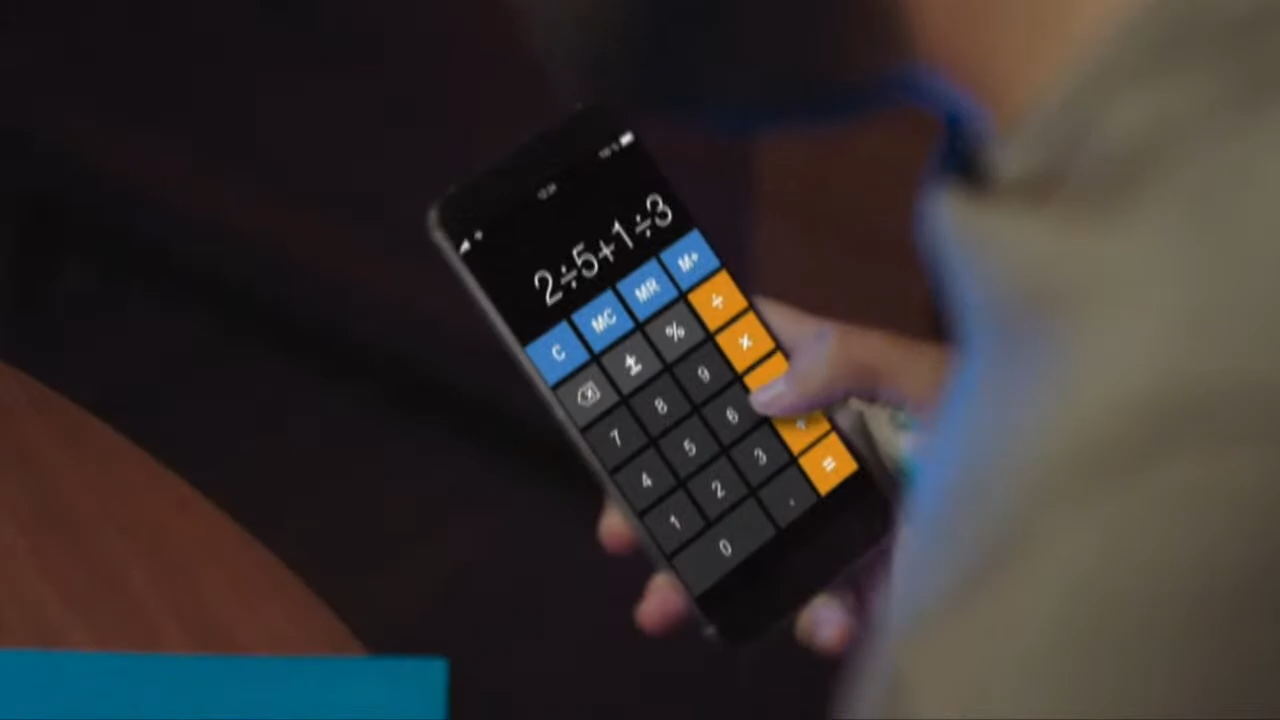 2÷5+1÷3
C MC MR M+
± % ÷
7 8 9 ×
4 5 6
1 2 3 +
0 . =